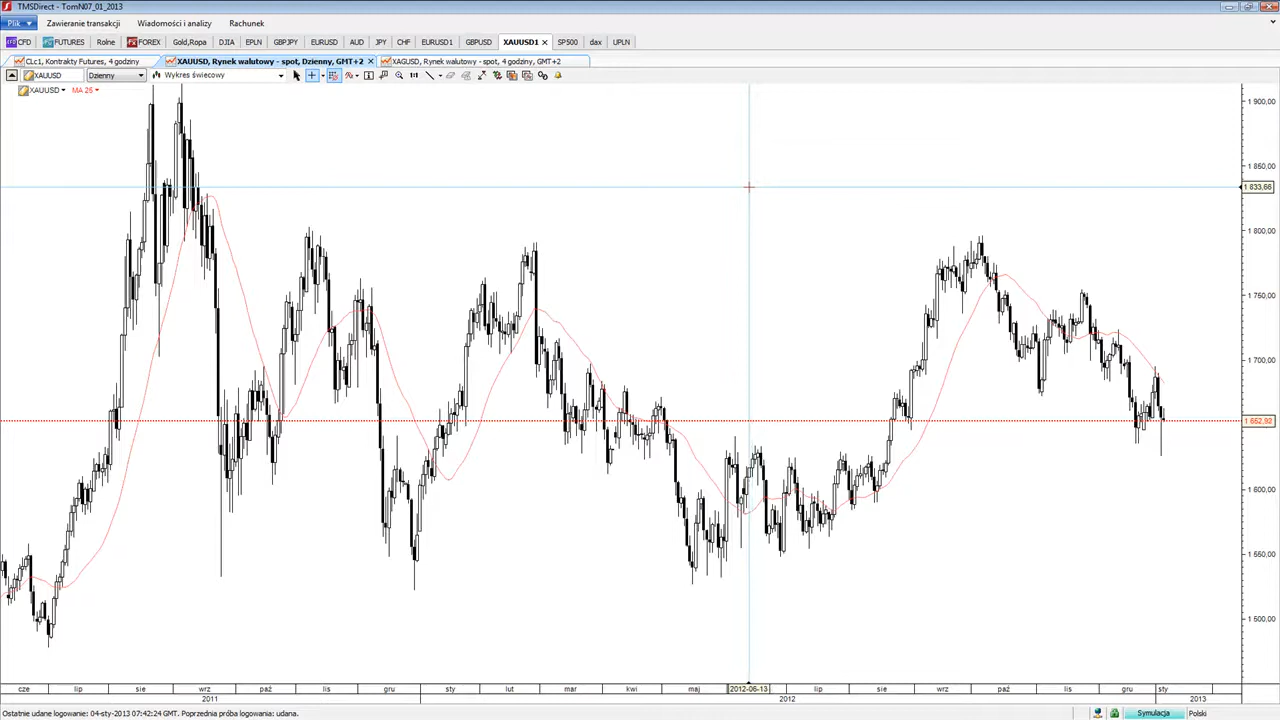 TMSDirect - TomN07_01_2013
Plik Zawieranie transakcji Wiadomości i analizy Rachunek
CFD FUTURES Rolne FOREX Gold,Ropa DJIA EPLN GBPJPY EURUSD AUD JPY CHF EURUSD1 GBPUSD XAUUSD1 SP500 dax UPLN
CLc1, Kontrakty Futures, 4 godziny XAUUSD, Rynek walutowy - spot, Dzienny, GMT+2 XAGUSD, Rynek walutowy - spot, 4 godziny, GMT+2
XAUUSD Dzienny Wykres świecowy 1:1
XAUUSD MA 25
1 900,00
1 850,00
1 833,66
1 800,00
1 750,00
1 700,00
1 652,92
1 600,00
1 550,00
1 500,00
cze lip sie wrz paź lis gru sty lut mar kwi maj 2012-06-13 lip sie wrz paź lis gru sty
2011 2012 2013
Ostatnie udane logowanie: 04-sty-2013 07:42:24 GMT. Poprzednia próba logowania: udana. Symulacja Polski